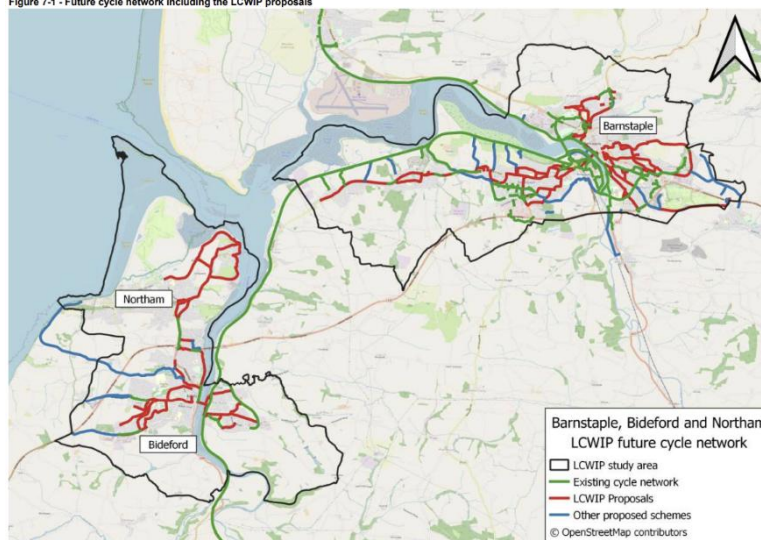 Figure 7-1 - Future cycle network including the LCWIP proposals
Barnstaple
Northam
Bideford
Barnstaple, Bideford and Northam
LCWIP future cycle network
LCWIP study area
Existing cycle network
LCWIP Proposals
Other proposed schemes
© OpenStreetMap contributors